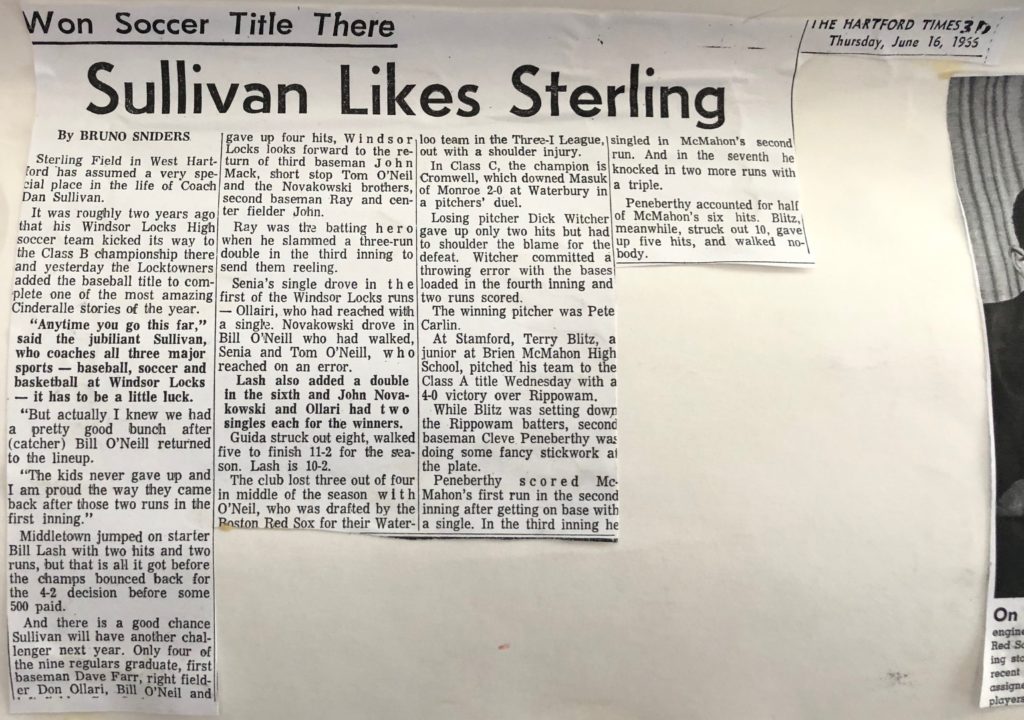 Won Soccer Title There
Sullivan Likes Sterling
THE HARTFORD TIMES 3D
Thursday, June 16, 1966
By BRUNO SNIDERS
Sterling Field in West Hart-
ford has assumed a very spe-
cial place in the life of Coach
Dan Sullivan.
It was roughly two years ago
that his Windsor Locks High
soccer team kicked its way to
the Class B championship there
and yesterday the Locktowners
added the baseball title to com-
plete one of the most amazing
Cinderalle stories of the year.
"Anytime you go this far,"
said the jubiliant Sullivan,
who coaches all three major
sports — baseball, soccer and
basketball at Windsor Locks
— it has to be a little luck.
"But actually I knew we had
a pretty good bunch after
(catcher) Bill O'Neill returned
to the lineup.
"The kids never gave up and
I am proud the way they came
back after those two runs in the
first inning."
Middletown jumped on starter
Bill Lash with two hits and two
runs, but that is all it got before
the champs bounced back for
the 4-2 decision before some
500 paid.
And there is a good chance
Sullivan will have another chal-
lenger next year. Only four of
the nine regulars graduate, first
baseman Dave Farr, right field-
er Don Ollari, Bill O'Neil and
gave up four hits, Windsor
Locks looks forward to the re-
turn of third baseman John
Mack, short stop Tom O'Neil
and the Novakowski brothers,
second baseman Ray and cen-
ter fielder John.
Ray was the batting hero
when he slammed a three-run
double in the third inning to
send them reeling.
Senia's single drove in the
first of the Windsor Locks runs
— Ollairi, who had reached with
a single. Novakowski drove in
Bill O'Neill who had walked,
Senia and Tom O'Neill, who
reached on an error.
Lash also added a double
in the sixth and John Nova-
kowski and Ollari had two
singles each for the winners.
Guida struck out eight, walked
five to finish 11-2 for the sea-
son. Lash is 10-2.
The club lost three out of four
in middle of the season with
O'Neil, who was drafted by the
Boston Red Sox for their Water-
loo team in the Three-I League,
out with a shoulder injury.
In Class C, the champion is
Cromwell, which downed Masuk
of Monroe 2-0 at Waterbury in
a pitchers' duel.
Losing pitcher Dick Witcher
gave up only two hits but had
to shoulder the blame for the
defeat. Witcher committed a
throwing error with the bases
loaded in the fourth inning and
two runs scored.
The winning pitcher was Pete
Carlin.
At Stamford, Terry Blitz, a
junior at Brien McMahon High
School, pitched his team to the
Class A title Wednesday with a
4-0 victory over Rippowam.
While Blitz was setting down
the Rippowam batters, second
baseman Cleve Peneberthy was
doing some fancy stickwork at
the plate.
Peneberthy scored Mc-
Mahon's first run in the second
inning after getting on base with
a single. In the third inning he
singled in McMahon's second
run. And in the seventh he
knocked in two more runs with
a triple.
Peneberthy accounted for half
of McMahon's six hits. Blitz,
meanwhile, struck out 10, gave
up five hits, and walked no-
body.
On
engine
Red So
ing sto
recent
assigne
players